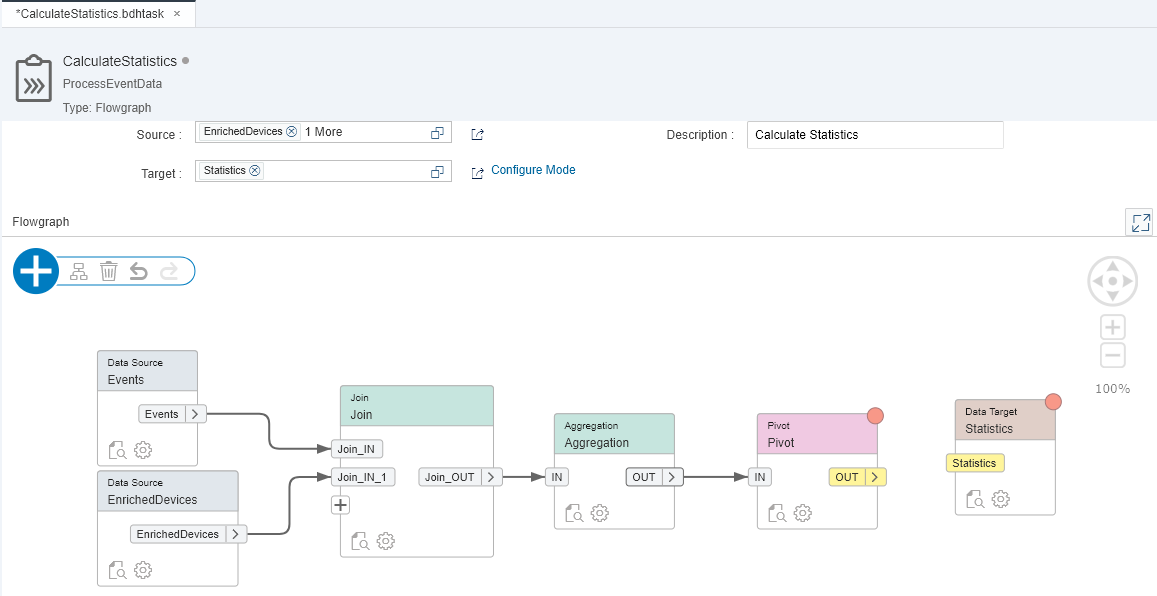 *CalculateStatistics.bdhtask ×
CalculateStatistics
ProcessEventData
Type: Flowgraph
Source : EnrichedDevices 1 More
Description : Calculate Statistics
Target : Statistics
Configure Mode
Flowgraph
100%
Data Source
Events
Events
Data Source
EnrichedDevices
EnrichedDevices
Join
Join
Join_IN
Join_IN_1
Join_OUT
Aggregation
Aggregation
IN
OUT
Pivot
Pivot
IN
OUT
Data Target
Statistics
Statistics